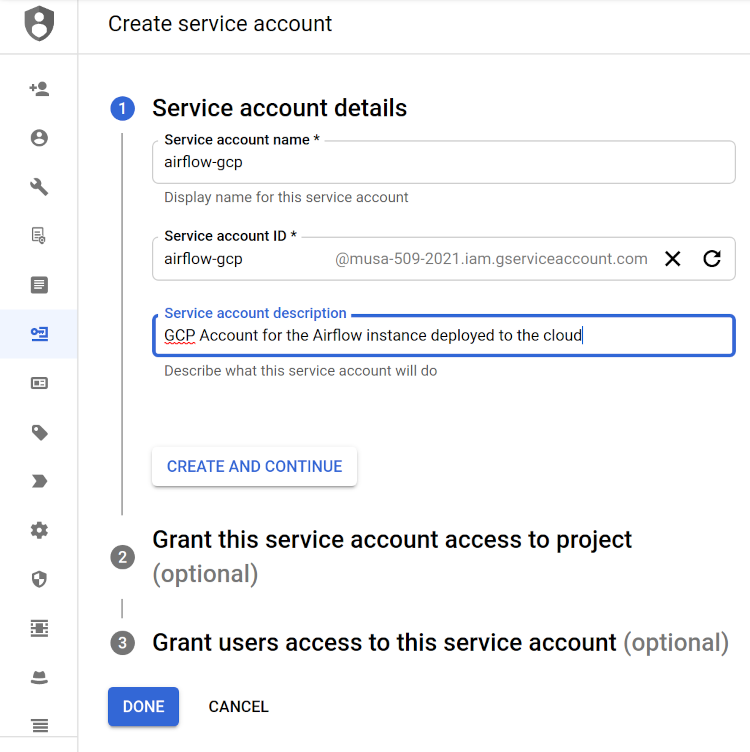 Create service account
1
Service account details
Service account name *
airflow-gcp
Display name for this service account
Service account ID *
airflow-gcp @musa-509-2021.iam.gserviceaccount.com
Service account description
GCP Account for the Airflow instance deployed to the cloud
Describe what this service account will do
CREATE AND CONTINUE
2
Grant this service account access to project
(optional)
3
Grant users access to this service account (optional)
DONE CANCEL